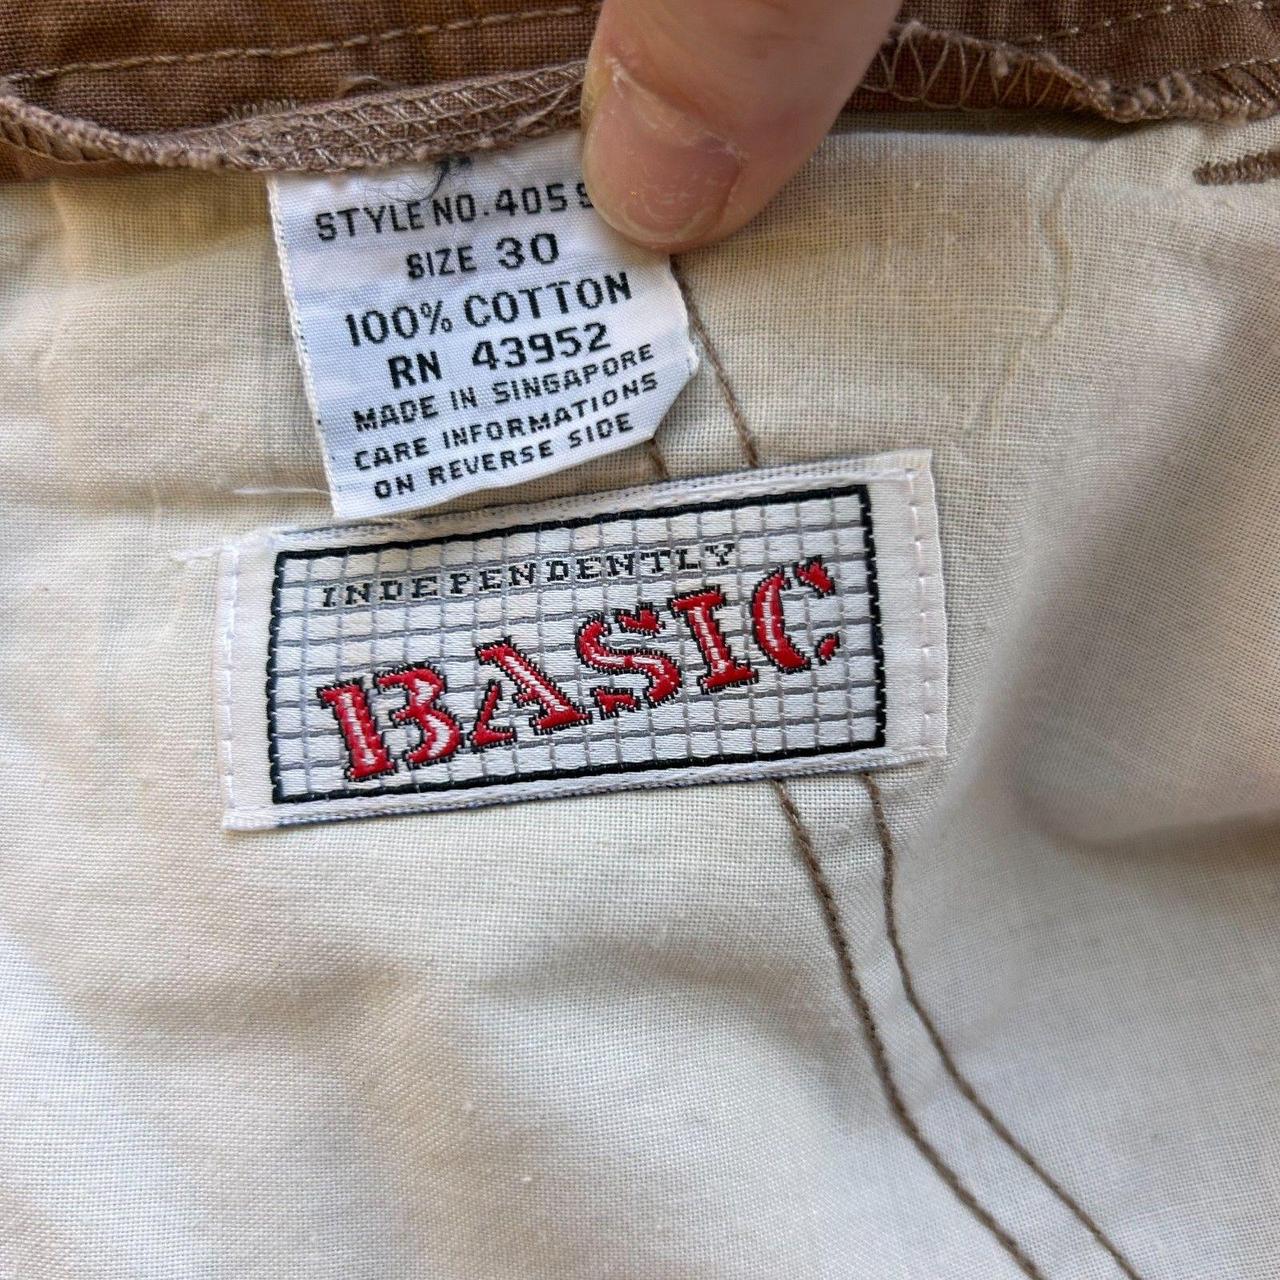 STYLE NO. 405
SIZE 30
100% COTTON
RN 43952
MADE IN SINGAPORE
CARE INFORMATIONS
ON REVERSE SIDE
INDEPENDENTLY
BASIC